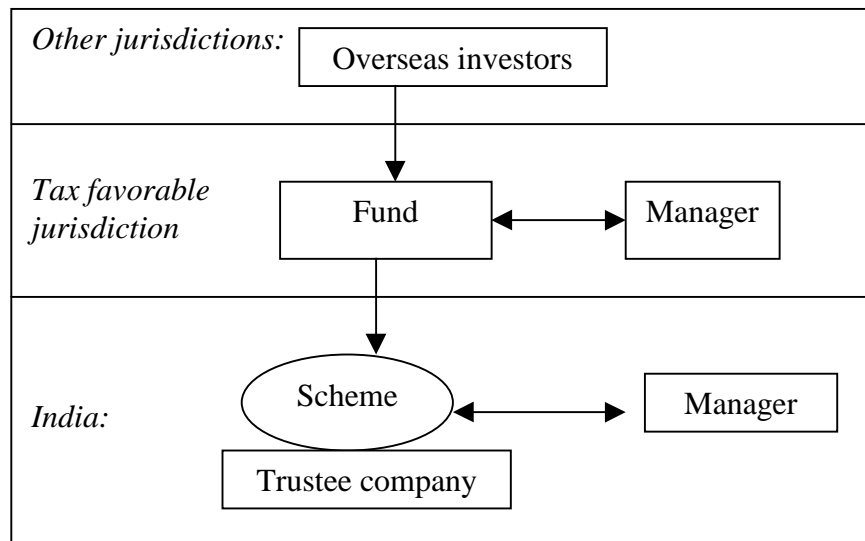 Other jurisdictions:
Overseas investors
Tax favorable
jurisdiction
Fund
Manager
India:
Scheme
Manager
Trustee company